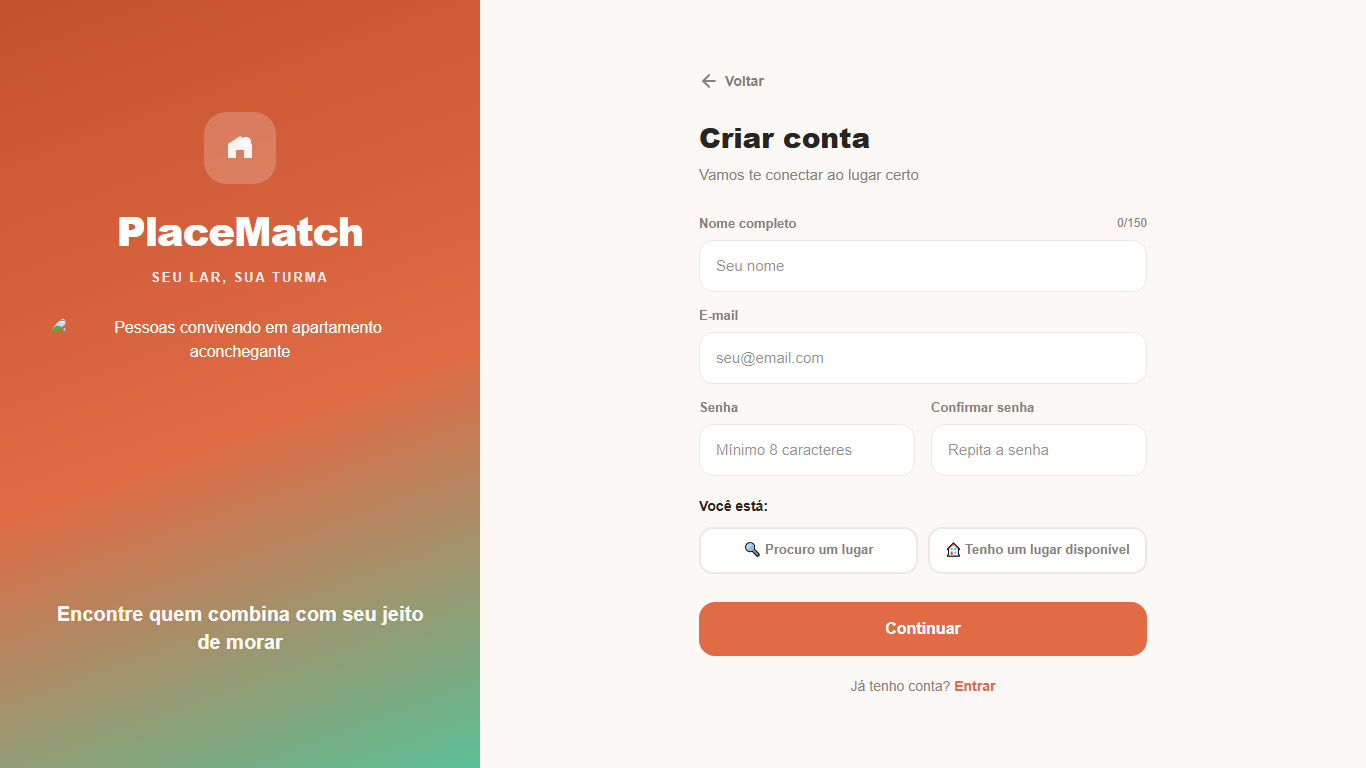 PlaceMatch
SEU LAR, SUA TURMA
Pessoas convivendo em apartamento
aconchegante
Encontre quem combina com seu jeito
de morar
Voltar
Criar conta
Vamos te conectar ao lugar certo
Nome completo 0/150
Seu nome
E-mail
seu@email.com
Senha Confirmar senha
Mínimo 8 caracteres Repita a senha
Você está:
🔍 Procuro um lugar 🏠 Tenho um lugar disponível
Continuar
Já tenho conta? Entrar